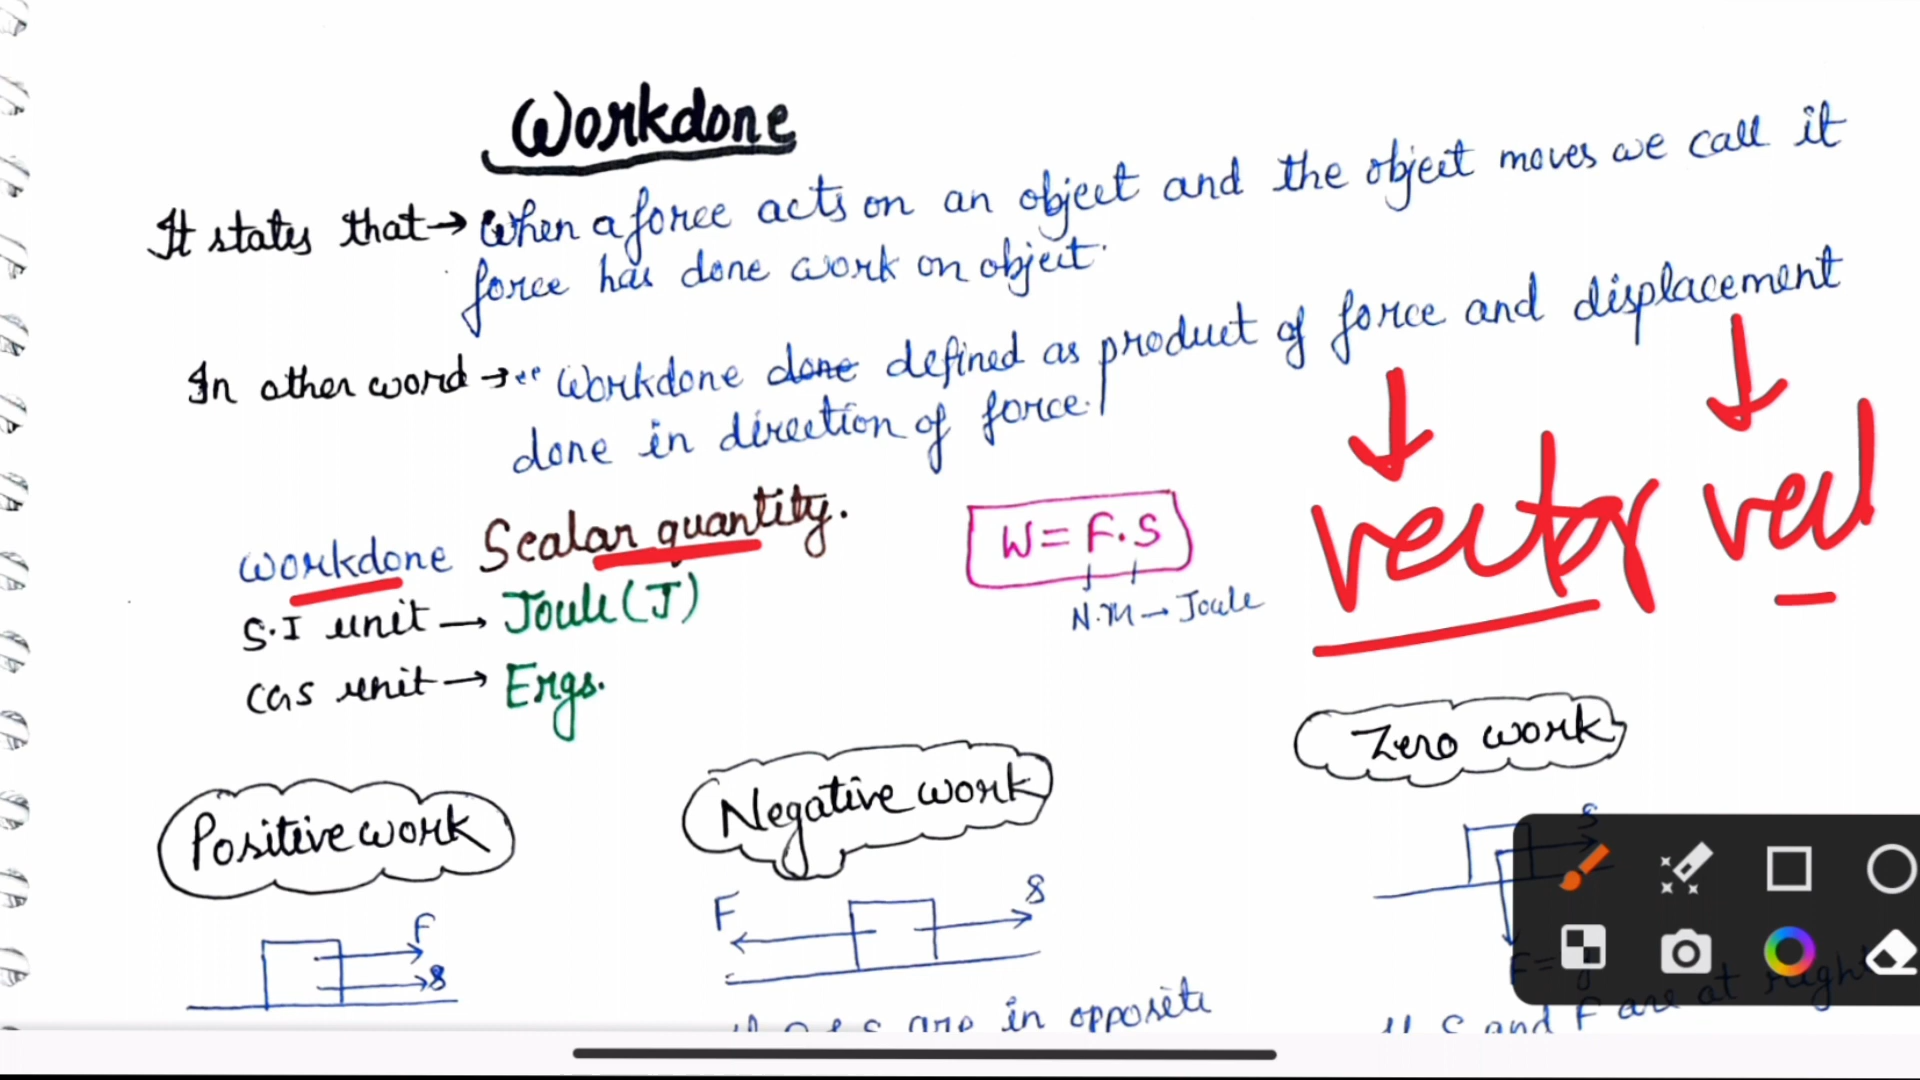 Workdone
It states that → When a force acts on an object and the object moves we call it
force has done work on object.
In other word → " Workdone done defined as product of force and displacement
done in direction of force.
vector vect
workdone Scalar quantity.
W = F.S
N.m → Joule
S.I unit → Joule (J)
CGS unit → Ergs.
Positive work
Negative work
Zero work
F
S
F
S
S
F =
are in opposite
S and F are at right